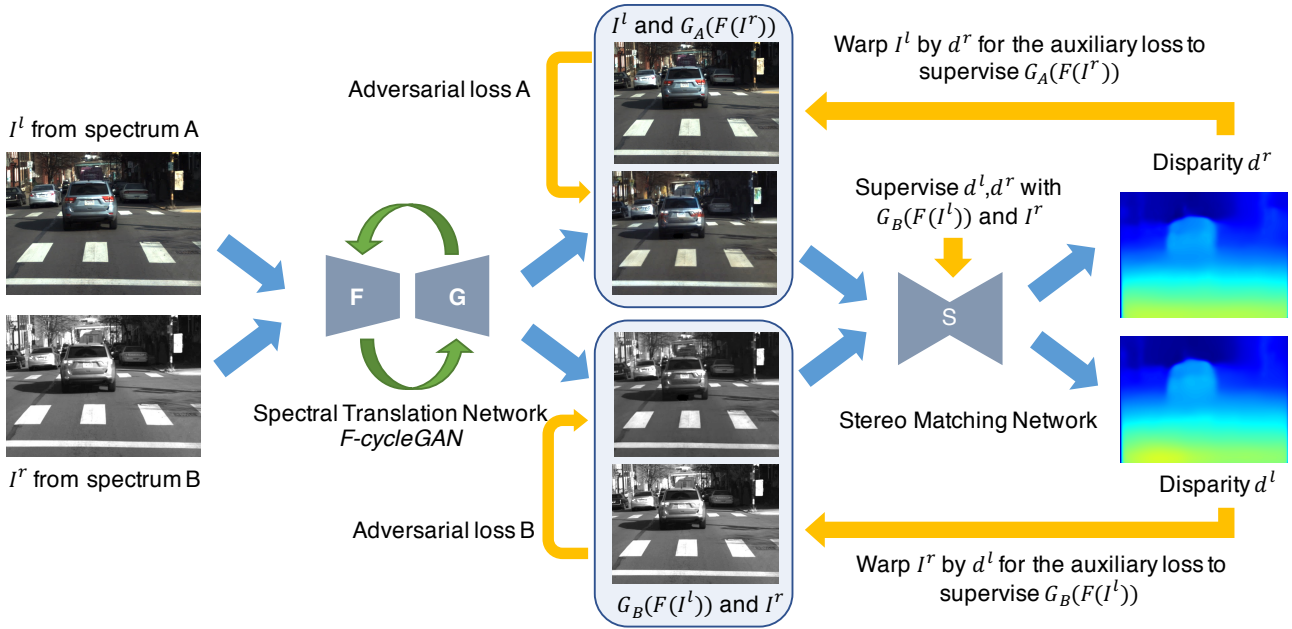 I^l and G_A(F(I^r))
Adversarial loss A
Warp I^l by d^r for the auxiliary loss to
supervise G_A(F(I^r))
I^l from spectrum A
Disparity d^r
Supervise d^l,d^r with
G_B(F(I^l)) and I^r
F
G
S
Spectral Translation Network
F-cycleGAN
Stereo Matching Network
I^r from spectrum B
Disparity d^l
Adversarial loss B
Warp I^r by d^l for the auxiliary loss to
supervise G_B(F(I^l))
G_B(F(I^l)) and I^r